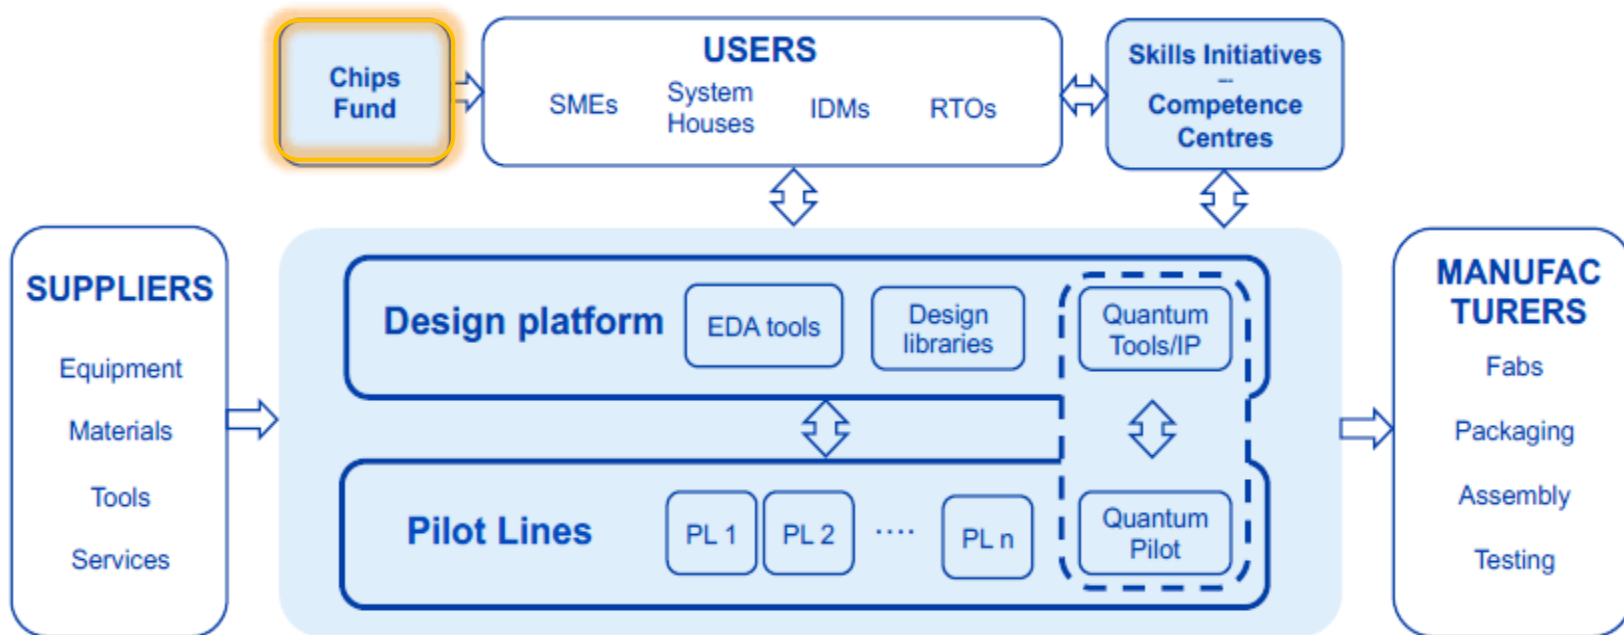 Chips
Fund
USERS
SMEs
System
Houses
IDMs
RTOs
Skills Initiatives
--
Competence
Centres
SUPPLIERS
Equipment
Materials
Tools
Services
Design platform
EDA tools
Design
libraries
Quantum
Tools/IP
Pilot Lines
PL 1
PL 2
....
PL n
Quantum
Pilot
MANUFAC
TURERS
Fabs
Packaging
Assembly
Testing